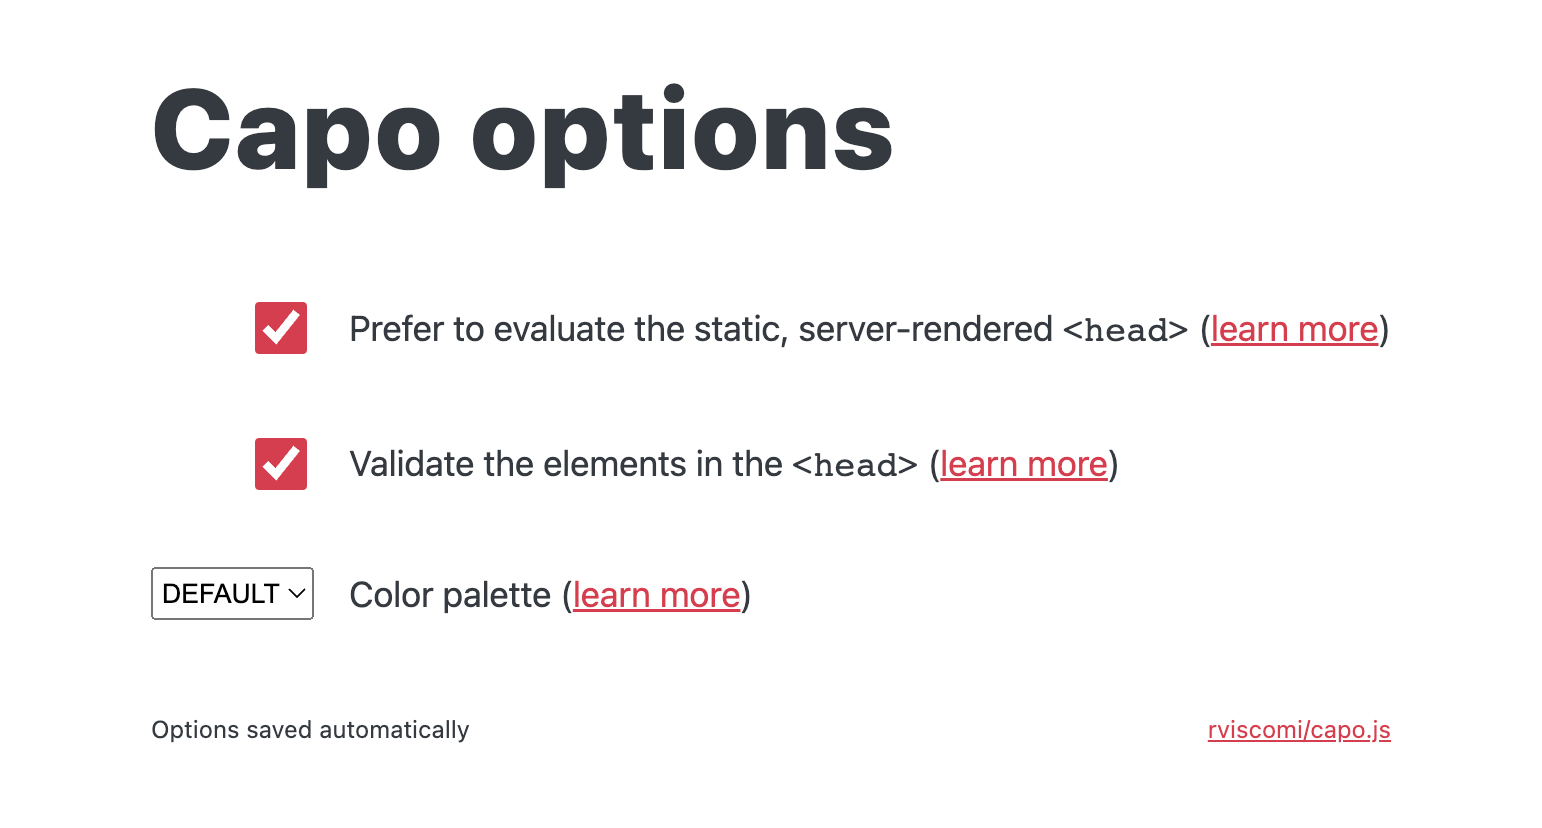 Capo options
Prefer to evaluate the static, server-rendered <head> (learn more)
Validate the elements in the <head> (learn more)
DEFAULT Color palette (learn more)
Options saved automatically rviscomi/capo.js